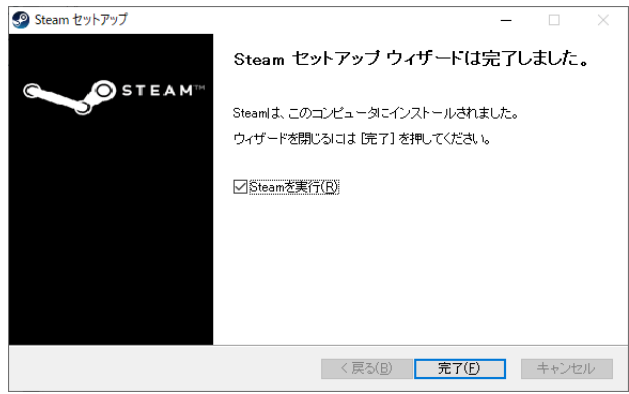 Steam セットアップ
STEAM™
Steam セットアップ ウィザードは完了しました。
Steamは、このコンピュータにインストールされました。
ウィザードを閉じるには [完了] を押してください。
Steamを実行(R)
< 戻る(B)
完了(F)
キャンセル